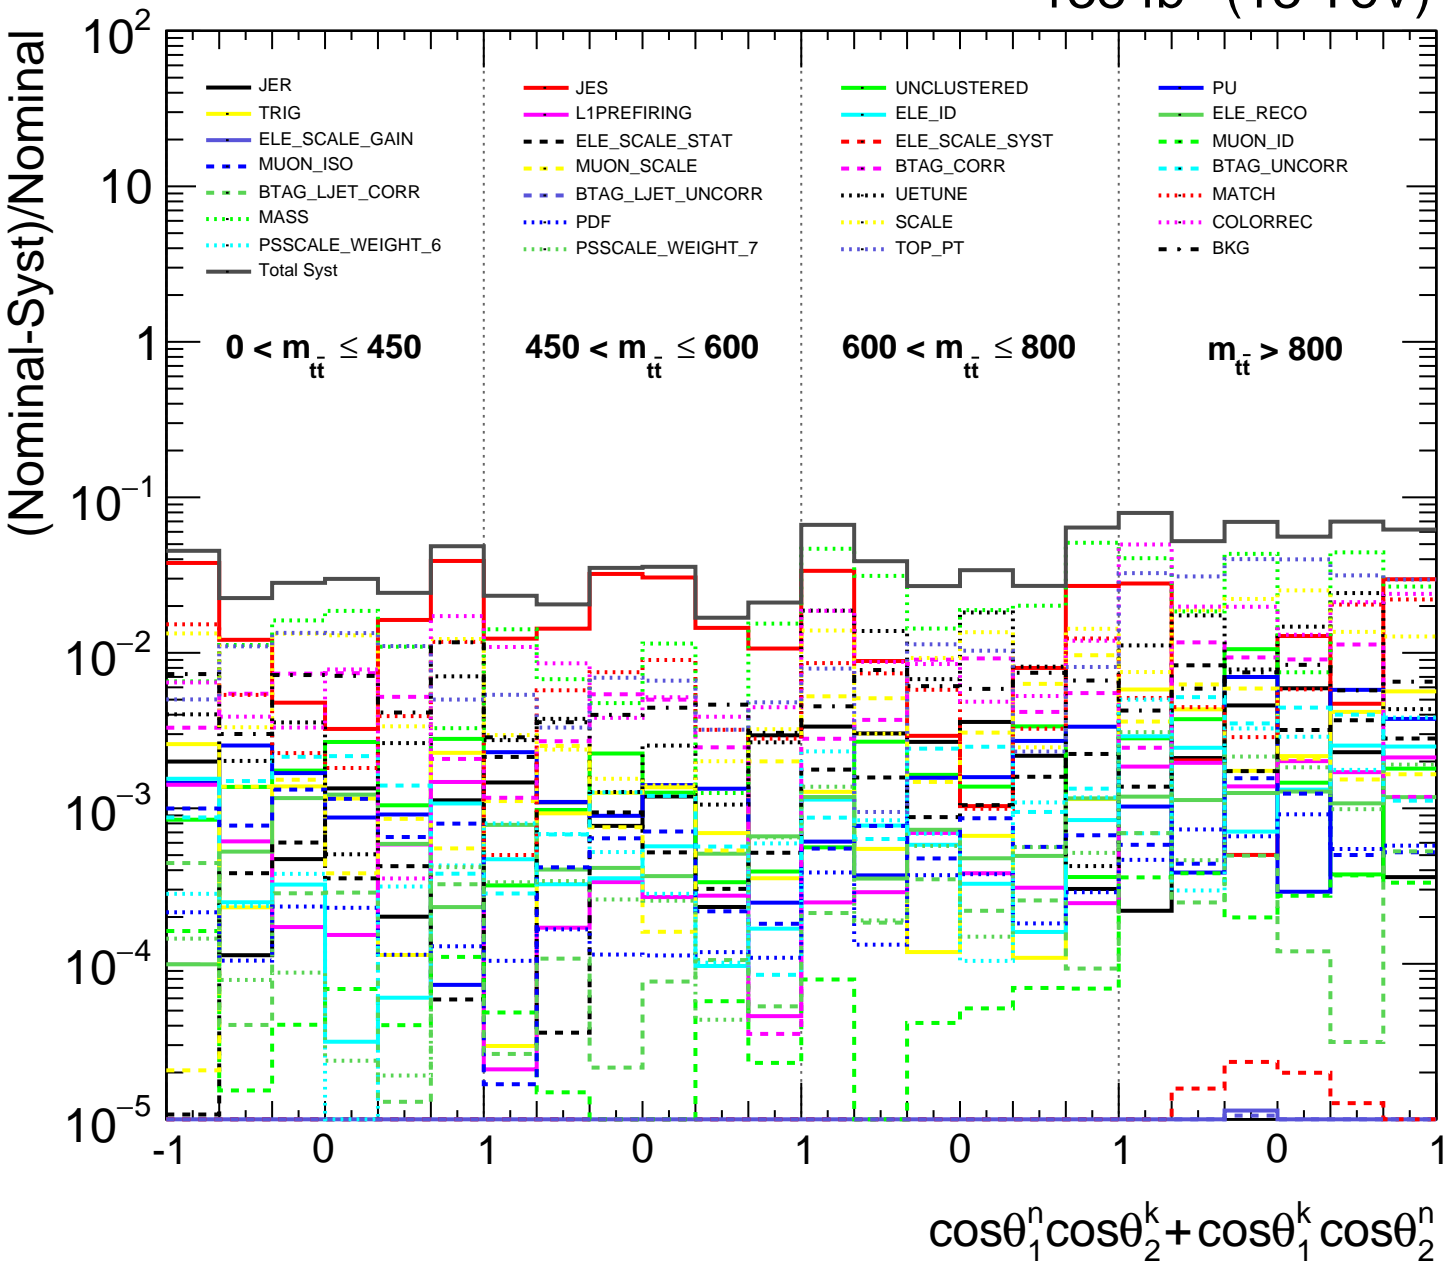 (13 TeV)
(Nominal-Syst)/Nominal
10²
10
1
10⁻¹
10⁻²
10⁻³
10⁻⁴
10⁻⁵
JER JES UNCLUSTERED PU
TRIG L1PREFIRING ELE_ID ELE_RECO
ELE_SCALE_GAIN ELE_SCALE_STAT ELE_SCALE_SYST MUON_ID
MUON_ISO MUON_SCALE BTAG_CORR BTAG_UNCORR
BTAG_LJET_CORR BTAG_LJET_UNCORR UETUNE MATCH
MASS PDF SCALE COLORREC
PSSCALE_WEIGHT_6 PSSCALE_WEIGHT_7 TOP_PT BKG
Total Syst
0 < m_tt̄ ≤ 450 450 < m_tt̄ ≤ 600 600 < m_tt̄ ≤ 800 m_tt̄ > 800
-1 0 1 0 1 0 1 0 1
cosθ₁ⁿcosθ₂ᵏ+cosθ₁ᵏcosθ₂ⁿ